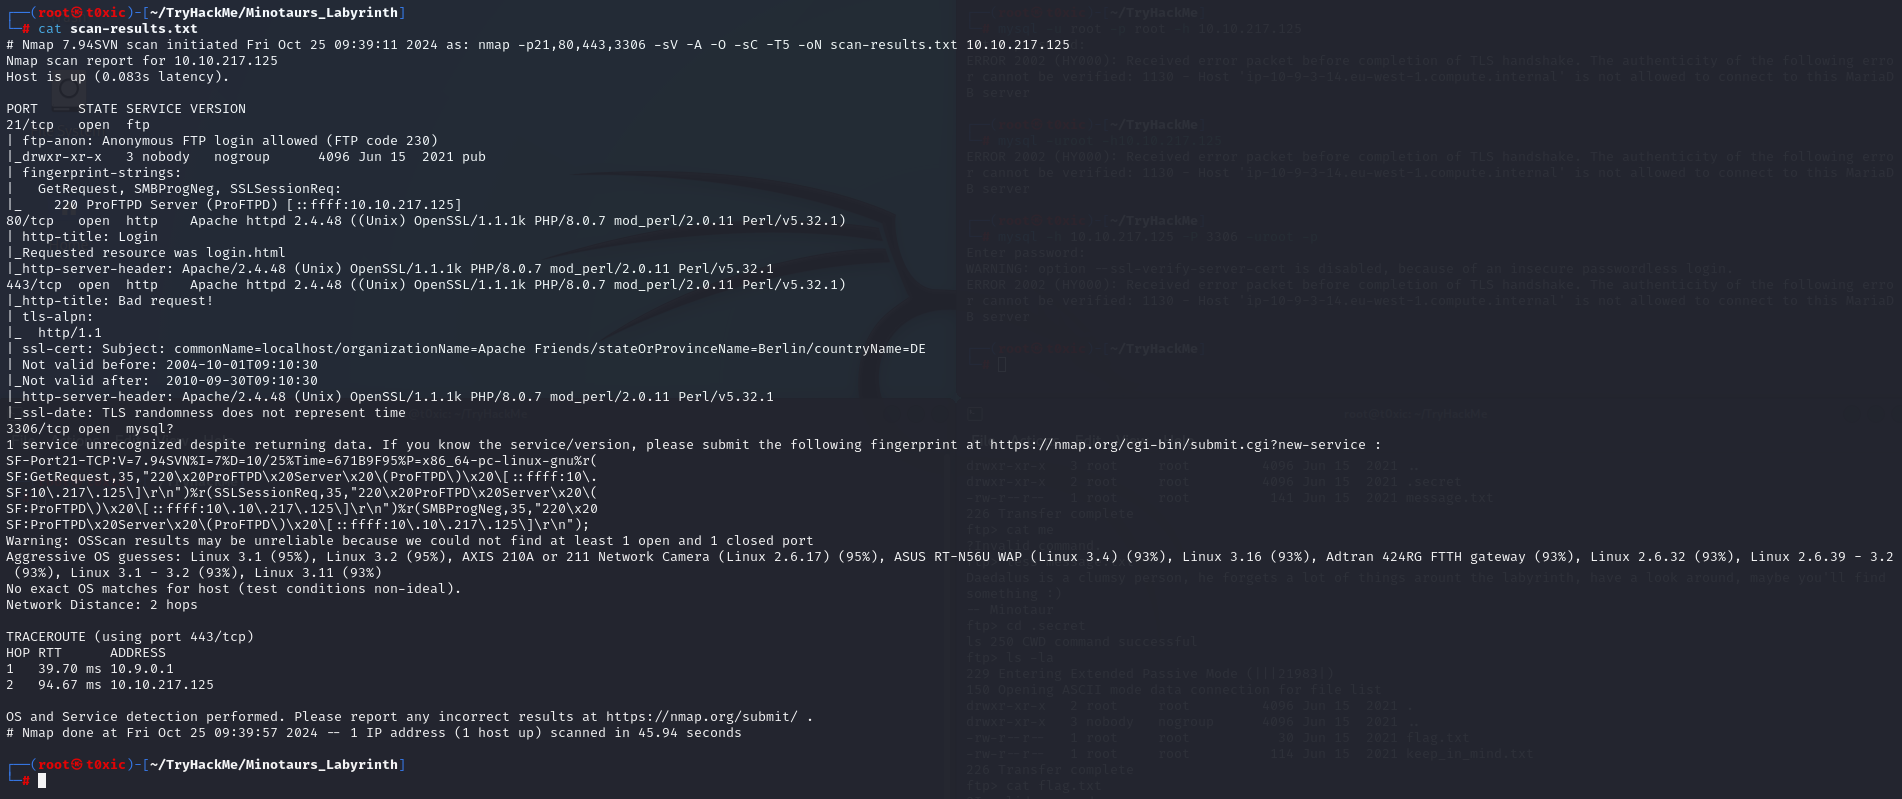 ┌──(root㉿t0xic)-[~/TryHackMe/Minotaurs_Labyrinth]
└─# cat scan-results.txt
# Nmap 7.94SVN scan initiated Fri Oct 25 09:39:11 2024 as: nmap -p21,80,443,3306 -sV -A -O -sC -T5 -oN scan-results.txt 10.10.217.125
Nmap scan report for 10.10.217.125
Host is up (0.083s latency).
PORT     STATE SERVICE VERSION
21/tcp   open  ftp
| ftp-anon: Anonymous FTP login allowed (FTP code 230)
|_drwxr-xr-x   3 nobody   nogroup      4096 Jun 15  2021 pub
| fingerprint-strings:
|   GetRequest, SMBProgNeg, SSLSessionReq:
|_    220 ProFTPD Server (ProFTPD) [::ffff:10.10.217.125]
80/tcp   open  http    Apache httpd 2.4.48 ((Unix) OpenSSL/1.1.1k PHP/8.0.7 mod_perl/2.0.11 Perl/v5.32.1)
| http-title: Login
|_Requested resource was login.html
|_http-server-header: Apache/2.4.48 (Unix) OpenSSL/1.1.1k PHP/8.0.7 mod_perl/2.0.11 Perl/v5.32.1
443/tcp  open  http    Apache httpd 2.4.48 ((Unix) OpenSSL/1.1.1k PHP/8.0.7 mod_perl/2.0.11 Perl/v5.32.1)
|_http-title: Bad request!
| tls-alpn:
|_  http/1.1
| ssl-cert: Subject: commonName=localhost/organizationName=Apache Friends/stateOrProvinceName=Berlin/countryName=DE
| Not valid before: 2004-10-01T09:10:30
|_Not valid after:  2010-09-30T09:10:30
|_http-server-header: Apache/2.4.48 (Unix) OpenSSL/1.1.1k PHP/8.0.7 mod_perl/2.0.11 Perl/v5.32.1
|_ssl-date: TLS randomness does not represent time
3306/tcp open  mysql?
1 service unrecognized despite returning data. If you know the service/version, please submit the following fingerprint at https://nmap.org/cgi-bin/submit.cgi?new-service :
SF-Port21-TCP:V=7.94SVN%I=7%D=10/25%Time=671B9F95%P=x86_64-pc-linux-gnu%r(
SF:GetRequest,35,"220\x20ProFTPD\x20Server\x20\(ProFTPD\)\x20\[::ffff:10\.
SF:10\.217\.125\]\r\n")%r(SSLSessionReq,35,"220\x20ProFTPD\x20Server\x20\(
SF:ProFTPD\)\x20\[::ffff:10\.10\.217\.125\]\r\n")%r(SMBProgNeg,35,"220\x20
SF:ProFTPD\x20Server\x20\(ProFTPD\)\x20\[::ffff:10\.10\.217\.125\]\r\n");
Warning: OSScan results may be unreliable because we could not find at least 1 open and 1 closed port
Aggressive OS guesses: Linux 3.1 (95%), Linux 3.2 (95%), AXIS 210A or 211 Network Camera (Linux 2.6.17) (95%), ASUS RT-N56U WAP (Linux 3.4) (93%), Linux 3.16 (93%), Adtran 424RG FTTH gateway (93%), Linux 2.6.32 (93%), Linux 2.6.39 - 3.2
 (93%), Linux 3.1 - 3.2 (93%), Linux 3.11 (93%)
No exact OS matches for host (test conditions non-ideal).
Network Distance: 2 hops
TRACEROUTE (using port 443/tcp)
HOP RTT      ADDRESS
1   39.70 ms 10.9.0.1
2   94.67 ms 10.10.217.125
OS and Service detection performed. Please report any incorrect results at https://nmap.org/submit/ .
# Nmap done at Fri Oct 25 09:39:57 2024 -- 1 IP address (1 host up) scanned in 45.94 seconds
┌──(root㉿t0xic)-[~/TryHackMe/Minotaurs_Labyrinth]
└─#